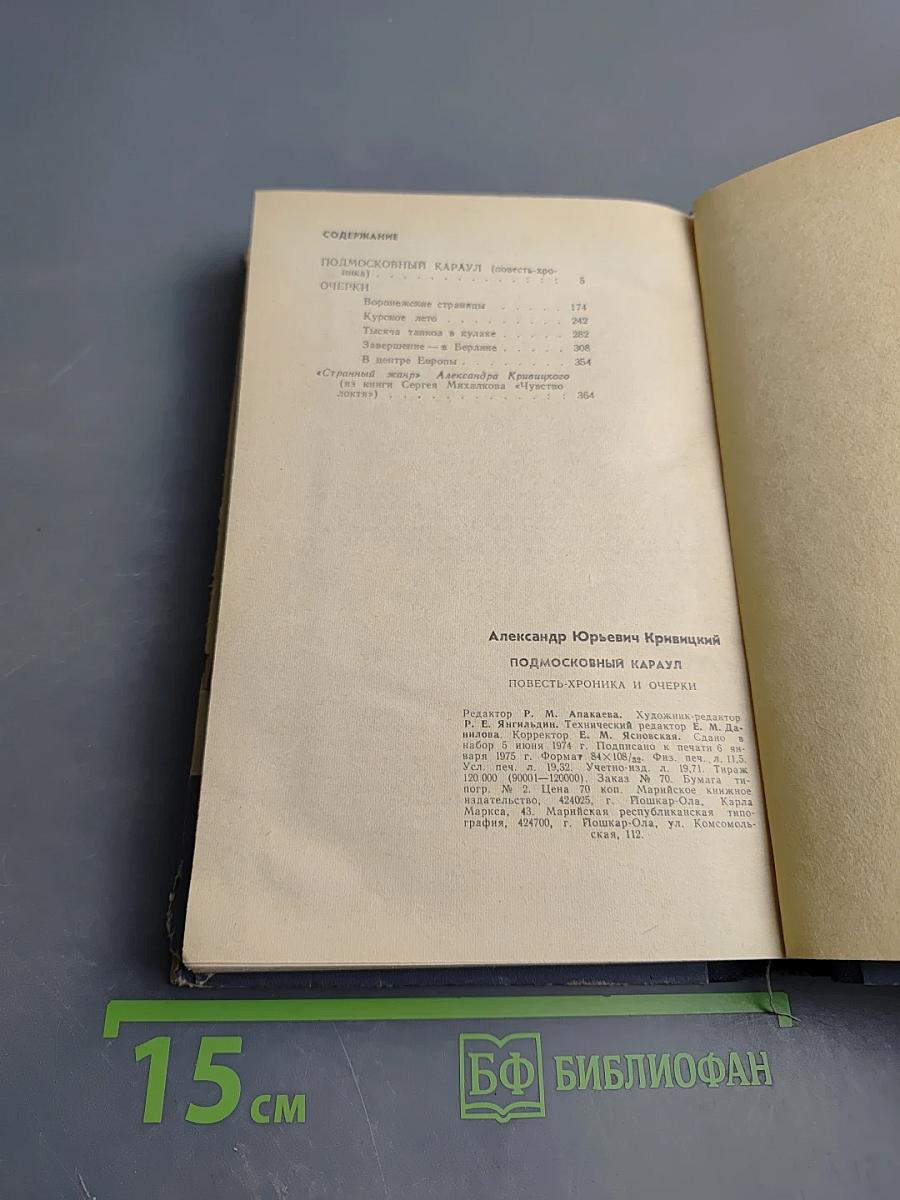 СОДЕРЖАНИЕ
ПОДМОСКОВНЫЙ КАРАУЛ (повесть-хро-
ника) . . . . . . . . . . . . : : : 5
ОЧЕРКИ
Воронежские страницы . . . . . 174
Курское лето . . . . . . . . . 242
Тысяча танков в кулаке . . . . . 282
Завершение — в Берлине . . . . . 308
В центре Европы . . . . . . . . 354
«Странный жанр» Александра Кривицкого
(из книги Сергея Михалкова «Чувство
локтя») . . . . . . . . . . . : : 364
Александр Юрьевич Кривицкий
ПОДМОСКОВНЫЙ КАРАУЛ
ПОВЕСТЬ-ХРОНИКА И ОЧЕРКИ
Редактор Р. М. Апакаева. Художник-редактор
Р. Е. Янгильдин. Технический редактор Е. М. Да-
нилова. Корректор Е. М. Ясновская. Сдано в
набор 5 июня 1974 г. Подписано к печати 6 ян-
варя 1975 г. Формат 84×108/32. Физ. печ. л. 11,5.
Усл. печ. л. 19,32. Учетно-изд. л. 19,71. Тираж
120 000 (90001—120000). Заказ № 70. Бумага ти-
погр. № 2. Цена 70 коп. Марийское книжное
издательство, 424025, г. Йошкар-Ола, Карла
Маркса, 43. Марийская республиканская типо-
графия, 424700, г. Йошкар-Ола, ул. Комсомоль-
ская, 112.
15 см
БФ БИБЛИОФАН